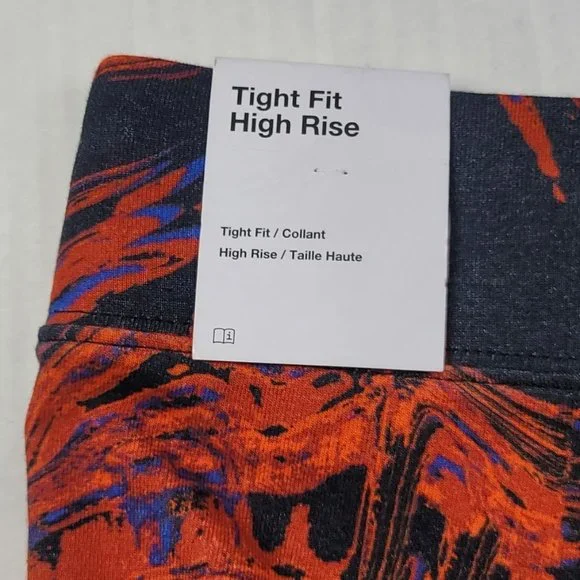 Tight Fit
High Rise
Tight Fit / Collant
High Rise / Taille Haute
i